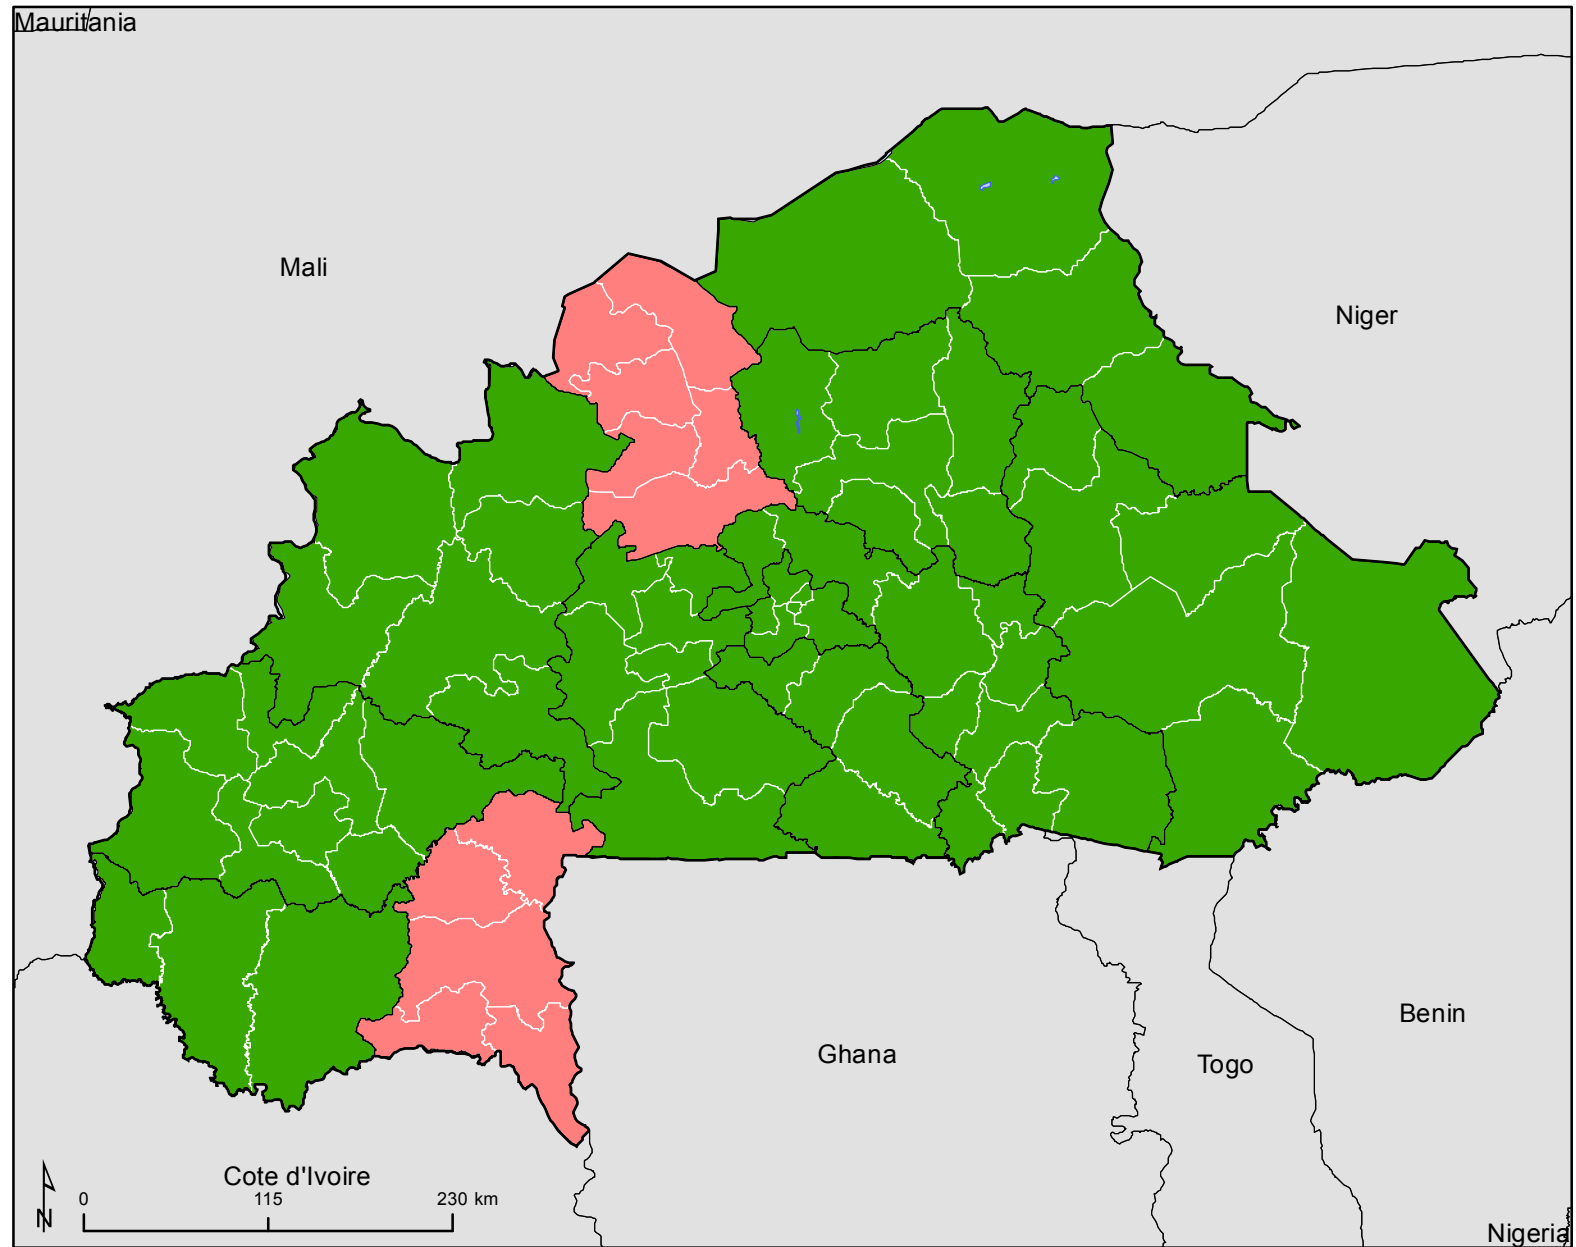 Mauritania
Mali
Niger
Benin
Ghana
Togo
Cote d'Ivoire
0 115 230 km
N
Nigeria